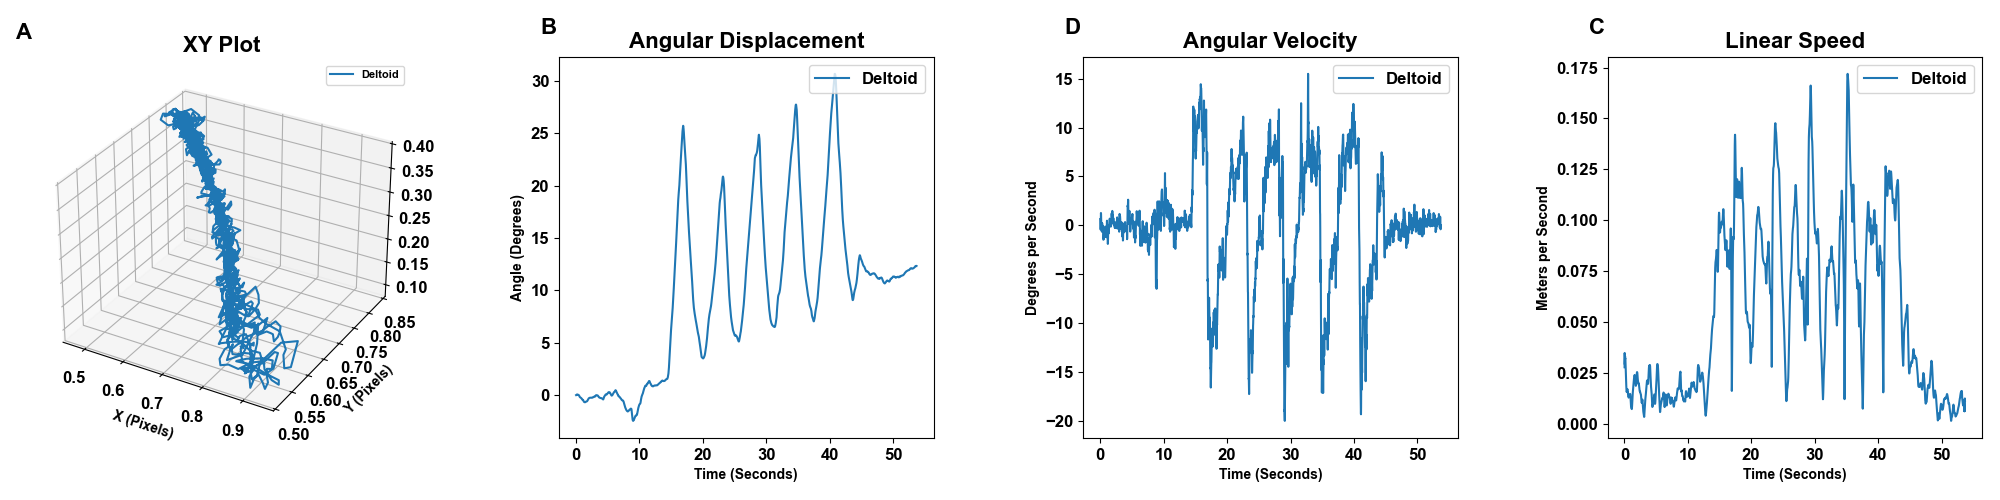 A
XY Plot
Deltoid
0.40
0.35
0.30
0.25
0.20
0.15
0.10
0.85
0.80
0.75
0.70
0.65
0.60
0.55
0.50
Y (Pixels)
0.5
0.6
0.7
0.8
0.9
X (Pixels)
B
Angular Displacement
Deltoid
30
25
20
15
10
5
0
Angle (Degrees)
0 10 20 30 40 50
Time (Seconds)
D
Angular Velocity
Deltoid
15
10
5
0
−5
−10
−15
−20
Degrees per Second
0 10 20 30 40 50
Time (Seconds)
C
Linear Speed
Deltoid
0.175
0.150
0.125
0.100
0.075
0.050
0.025
0.000
Meters per Second
0 10 20 30 40 50
Time (Seconds)